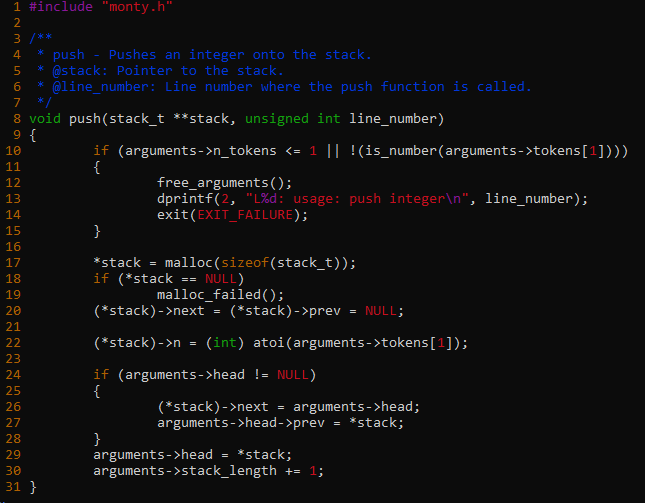 1 #include "monty.h"
2
3 /**
4  * push - Pushes an integer onto the stack.
5  * @stack: Pointer to the stack.
6  * @line_number: Line number where the push function is called.
7  */
8 void push(stack_t **stack, unsigned int line_number)
9 {
10         if (arguments->n_tokens <= 1 || !(is_number(arguments->tokens[1])))
11         {
12                 free_arguments();
13                 dprintf(2, "L%d: usage: push integer\n", line_number);
14                 exit(EXIT_FAILURE);
15         }
16
17         *stack = malloc(sizeof(stack_t));
18         if (*stack == NULL)
19                 malloc_failed();
20         (*stack)->next = (*stack)->prev = NULL;
21
22         (*stack)->n = (int) atoi(arguments->tokens[1]);
23
24         if (arguments->head != NULL)
25         {
26                 (*stack)->next = arguments->head;
27                 arguments->head->prev = *stack;
28         }
29         arguments->head = *stack;
30         arguments->stack_length += 1;
31 }